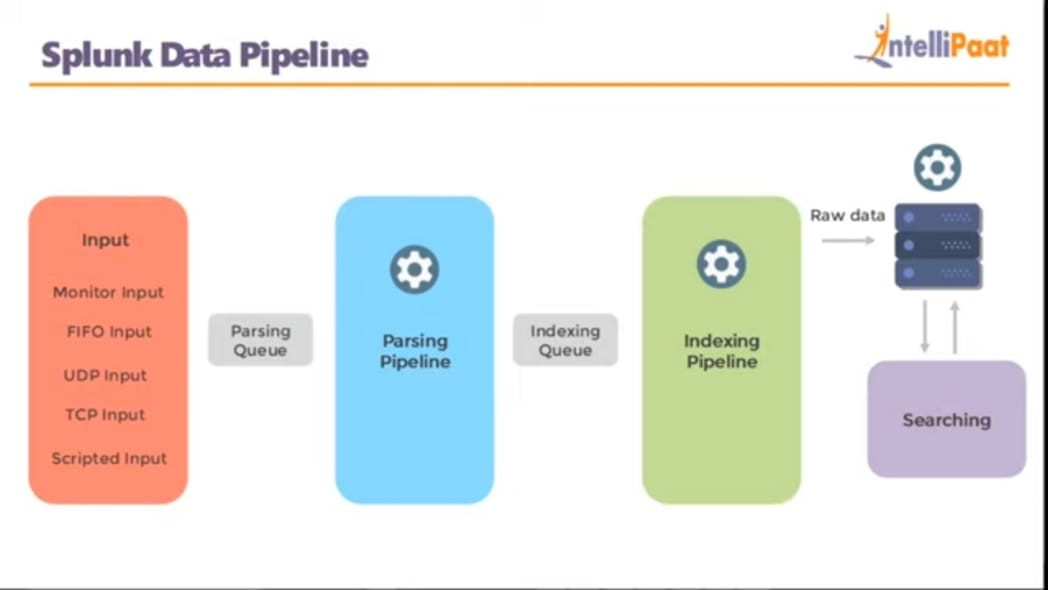 Splunk Data Pipeline
IntelliPaat
Input
Monitor Input
FIFO Input
UDP Input
TCP Input
Scripted Input
Parsing
Queue
Parsing
Pipeline
Indexing
Queue
Indexing
Pipeline
Raw data
Searching